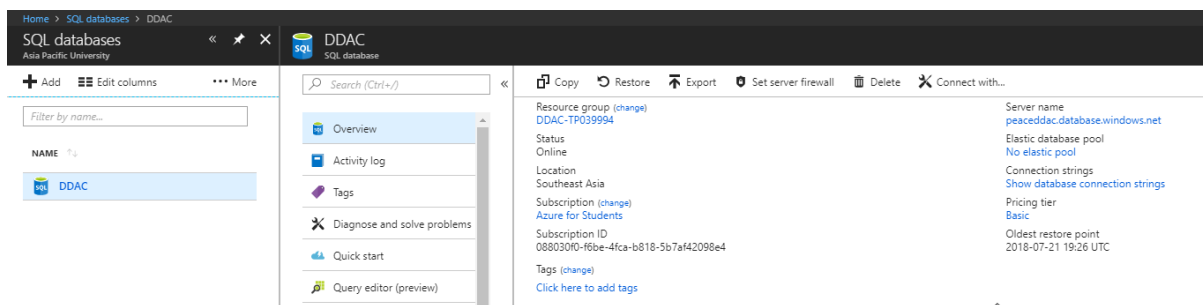 Home > SQL databases > DDAC
SQL databases
Asia Pacific University
DDAC
SQL database
Add
Edit columns
More
Filter by name...
NAME
DDAC
Search (Ctrl+/)
Overview
Activity log
Tags
Diagnose and solve problems
Quick start
Query editor (preview)
Copy
Restore
Export
Set server firewall
Delete
Connect with...
Resource group (change)
DDAC-TP039994
Status
Online
Location
Southeast Asia
Subscription (change)
Azure for Students
Subscription ID
088030f0-f6be-4fca-b818-5b7af42098e4
Tags (change)
Click here to add tags
Server name
peaceddac.database.windows.net
Elastic database pool
No elastic pool
Connection strings
Show database connection strings
Pricing tier
Basic
Oldest restore point
2018-07-21 19:26 UTC